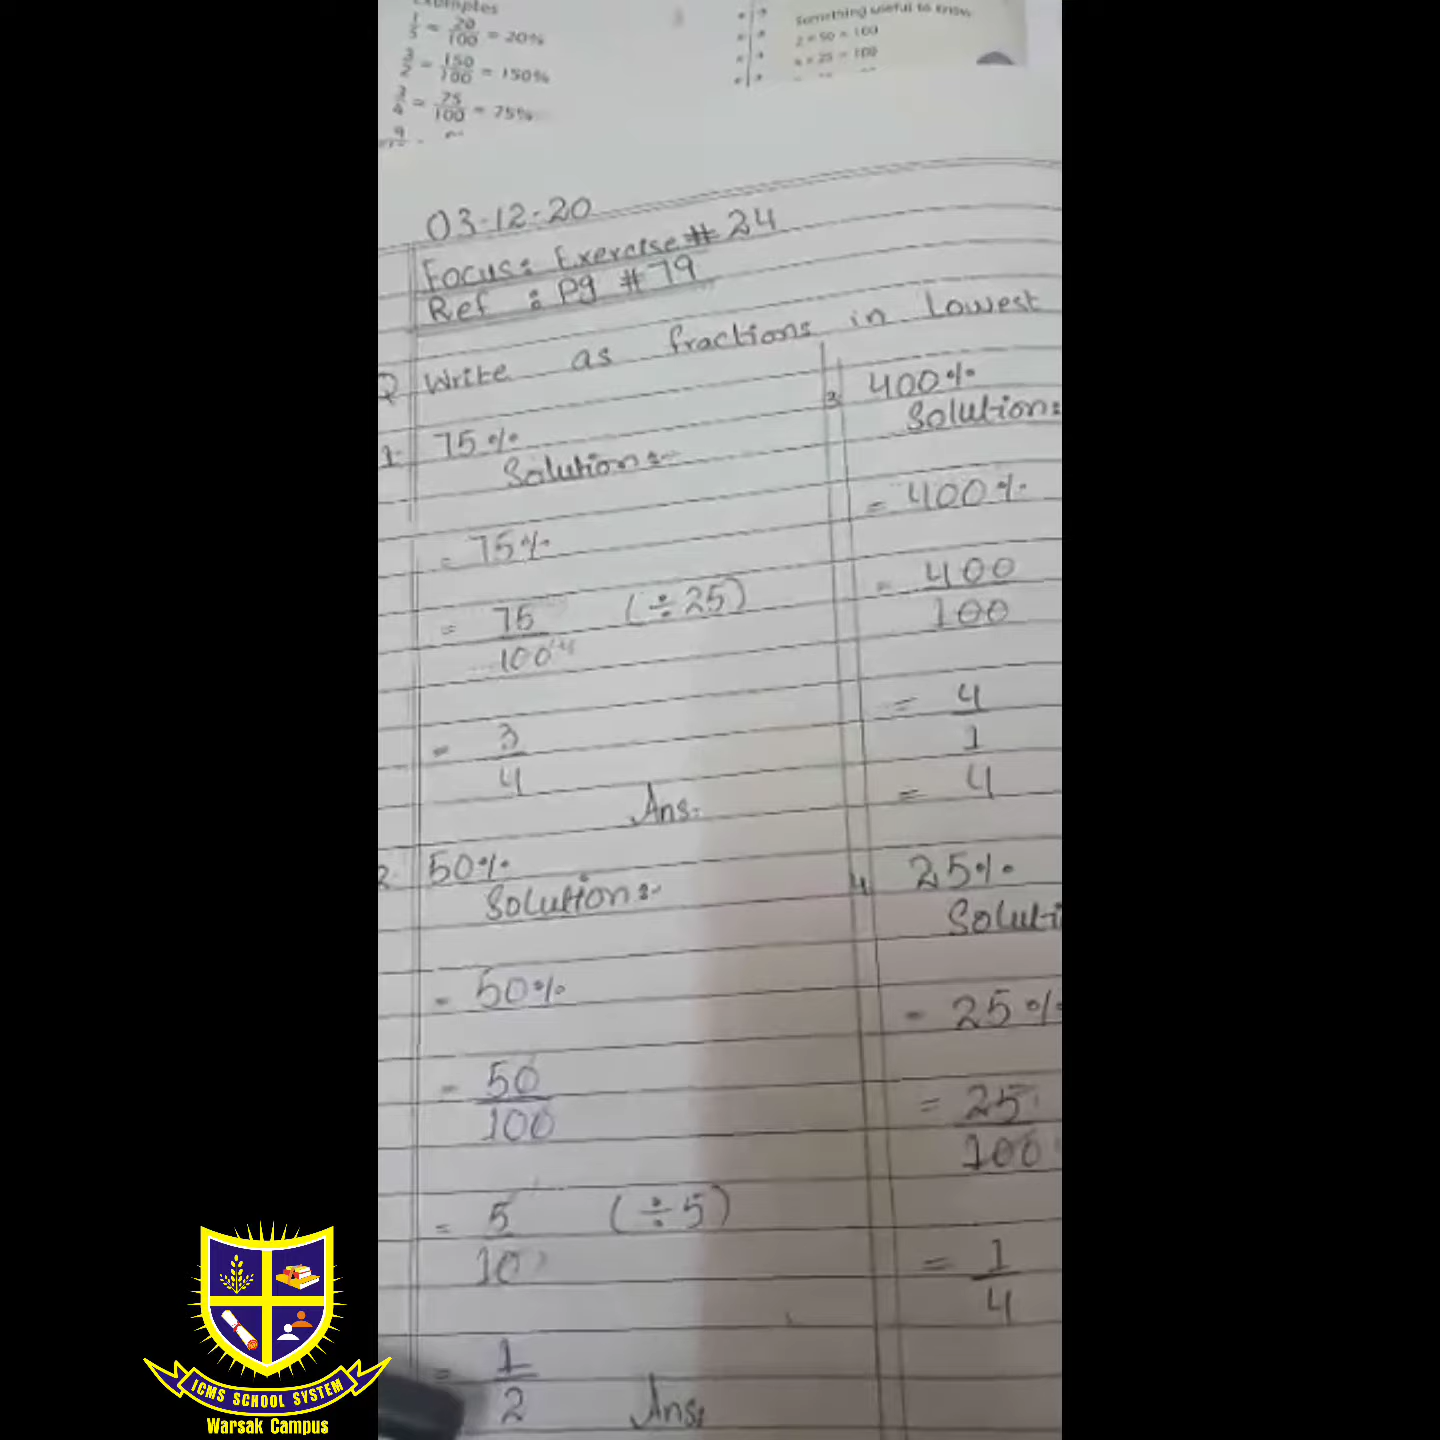 Examples
1/5 = 20/100 = 20%
3/2 = 150/100 = 150%
3/4 = 75/100 = 75%
Something useful to know
2 × 50 = 100
4 × 25 = 100
03-12-20
Focus: Exercise # 24
Ref : Pg # 79
Q Write as fractions in Lowest
1. 75%
Solution:-
= 75%
= 75/100 (÷25)
= 3/4
Ans.
2. 50%
Solution:-
= 50%
= 50/100
= 5/10 (÷5)
= 1/2
Ans:
3 400%
Solution:
= 400%
= 400/100
= 4/1
= 4
4 25%
Soluti
= 25%
= 25/100
= 1/4
ICMS SCHOOL SYSTEM
Warsak Campus